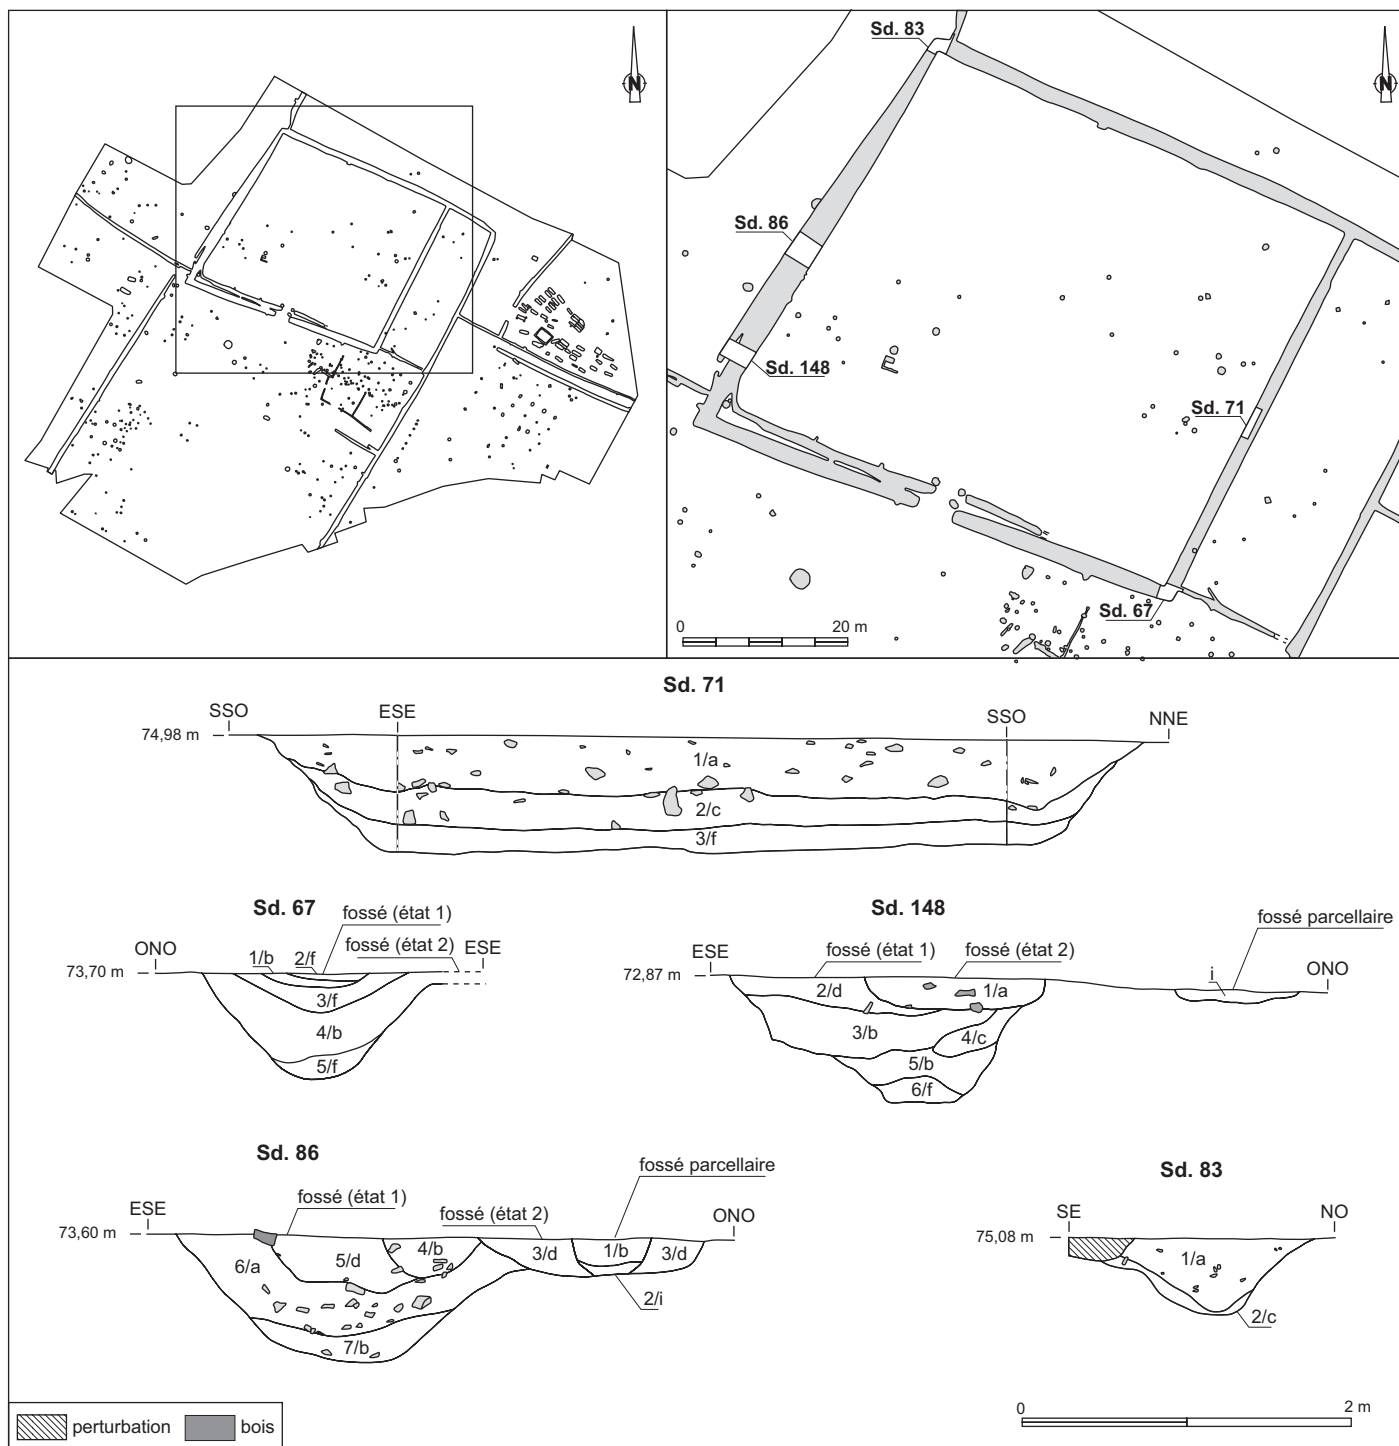 N
N
Sd. 83
Sd. 86
Sd. 148
Sd. 71
Sd. 67
0 20 m
Sd. 71
SSO ESE SSO NNE
74,98 m
1/a
2/c
3/f
Sd. 67
fossé (état 1)
fossé (état 2)
ONO ESE
1/b 2/f
73,70 m
3/f
4/b
5/f
Sd. 148
fossé parcellaire
fossé (état 1) fossé (état 2)
ESE ONO
72,87 m
2/d 1/a i
3/b 4/c
5/b
6/f
Sd. 86
fossé parcellaire
fossé (état 1) fossé (état 2)
ESE ONO
73,60 m
6/a 5/d 4/b 3/d 1/b 3/d
2/i
7/b
Sd. 83
SE NO
75,08 m
1/a
2/c
perturbation bois
0 2 m